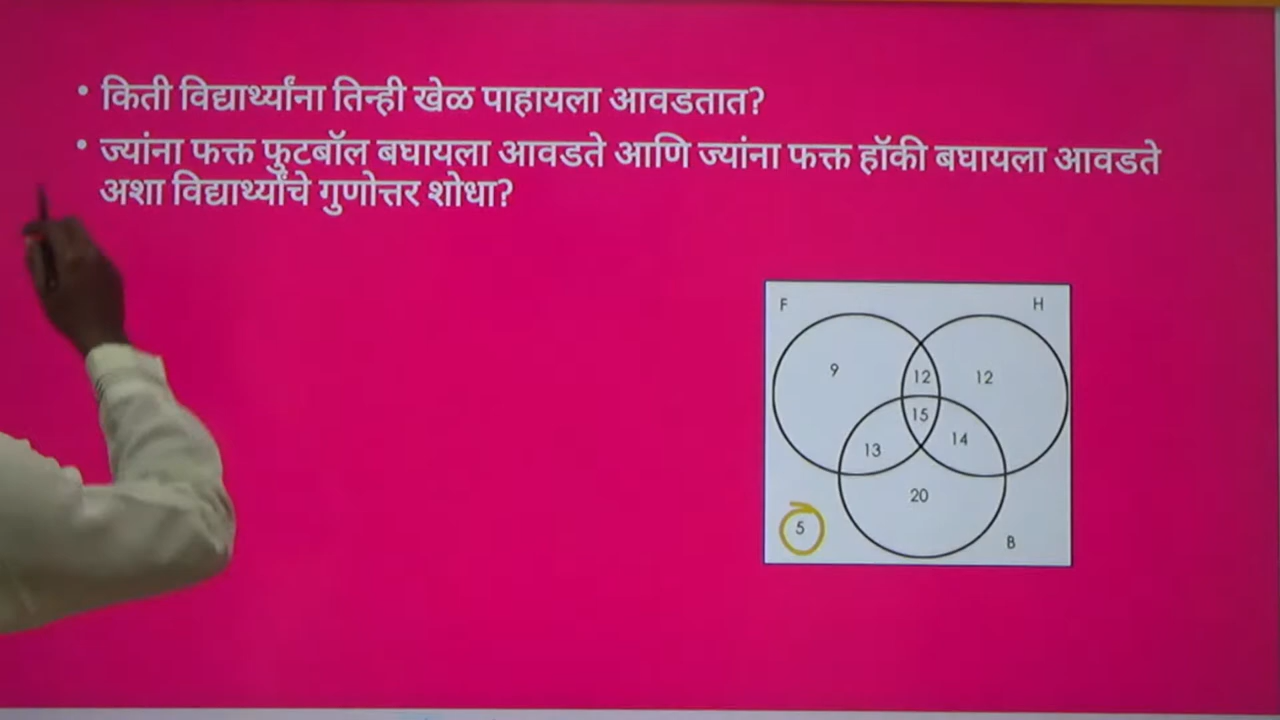 • किती विद्यार्थ्यांना तिन्ही खेळ पाहायला आवडतात?
• ज्यांना फक्त फुटबॉल बघायला आवडते आणि ज्यांना फक्त हॉकी बघायला आवडते
अशा विद्यार्थ्यांचे गुणोत्तर शोधा?
F H
9 12 12
15
13 14
20
5
B